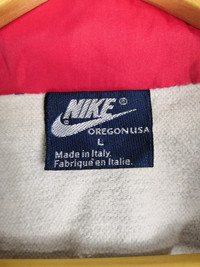 NIKE®
OREGON USA
L
Made in Italy.
Fabriqué en Italie.